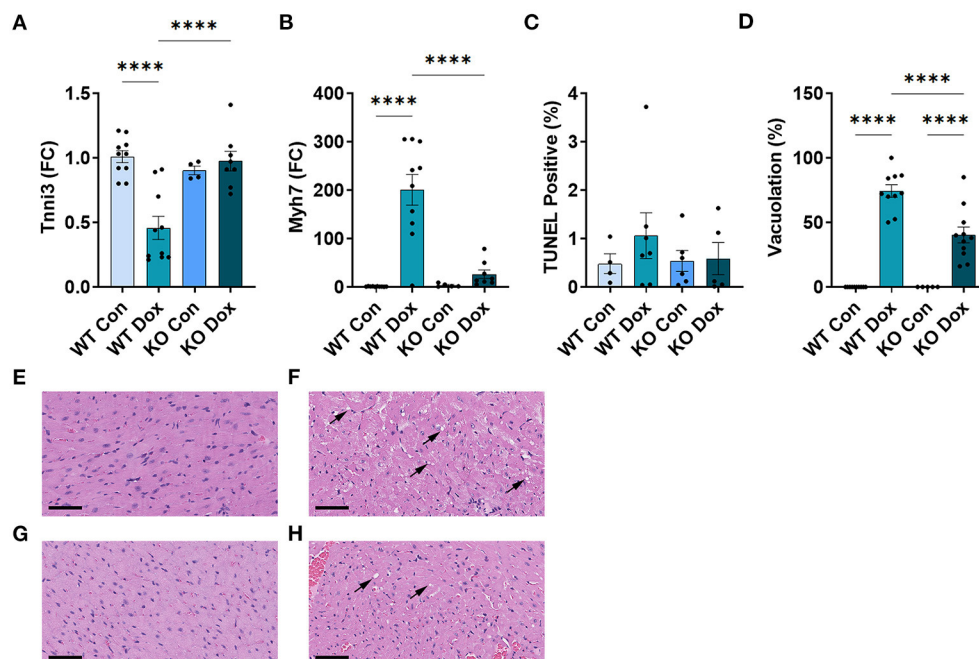 A
B
C
D
****
****
Tnni3 (FC)
1.5
1.0
0.5
0.0
WT Con
WT Dox
KO Con
KO Dox
****
****
Myh7 (FC)
400
300
200
100
0
WT Con
WT Dox
KO Con
KO Dox
TUNEL Positive (%)
4
3
2
1
0
WT Con
WT Dox
KO Con
KO Dox
****
**** ****
Vacuolation (%)
150
100
50
0
WT Con
WT Dox
KO Con
KO Dox
E
F
G
H